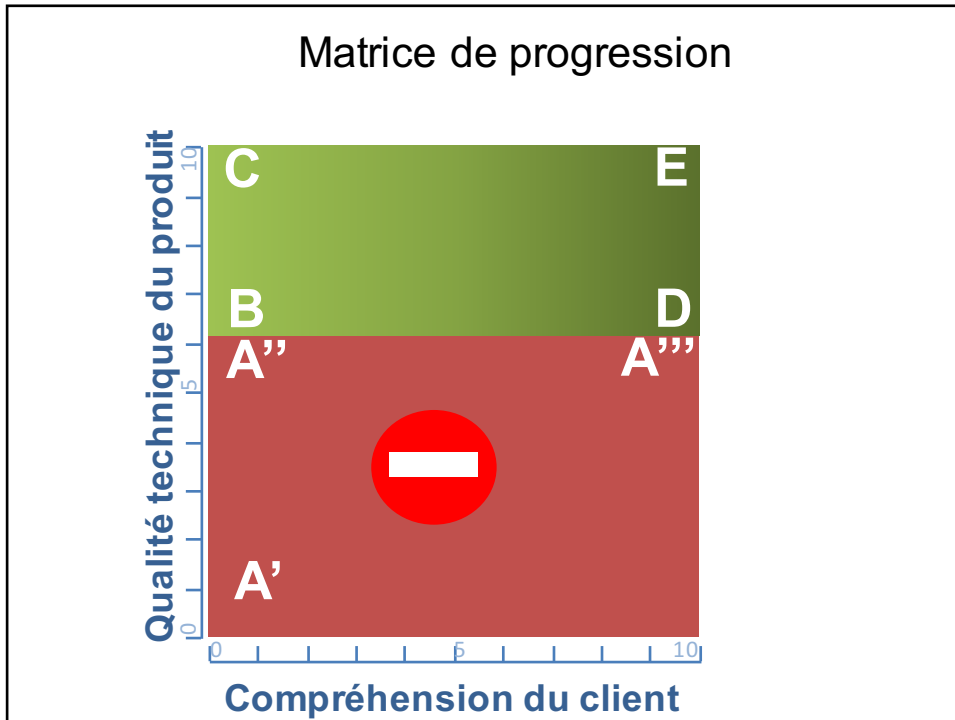 Matrice de progression
Qualité technique du produit
10
5
0
C
E
B
D
A’’
A’’’
A’
0
5
10
Compréhension du client